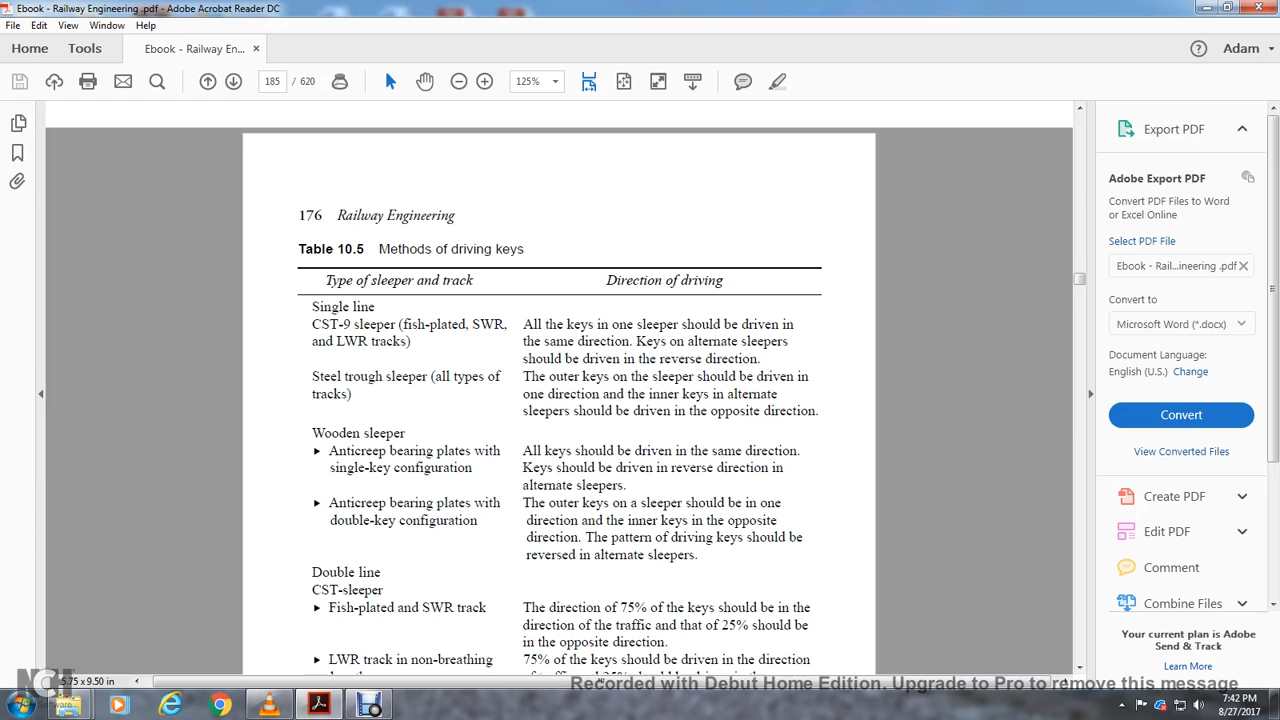 Ebook - Railway Engineering .pdf - Adobe Acrobat Reader DC
File Edit View Window Help
Home Tools Ebook - Railway En... × Adam
185 / 620 125%
Export PDF
Adobe Export PDF
Convert PDF Files to Word
or Excel Online
Select PDF File
Ebook - Rail...ineering .pdf ×
Convert to
Microsoft Word (*.docx)
Document Language:
English (U.S.) Change
Convert
View Converted Files
Create PDF
Edit PDF
Comment
Combine Files
Your current plan is Adobe
Send & Track
Learn More
176 Railway Engineering
Table 10.5 Methods of driving keys
Type of sleeper and track Direction of driving
Single line
CST-9 sleeper (fish-plated, SWR, All the keys in one sleeper should be driven in
and LWR tracks) the same direction. Keys on alternate sleepers
should be driven in the reverse direction.
Steel trough sleeper (all types of The outer keys on the sleeper should be driven in
tracks) one direction and the inner keys in alternate
sleepers should be driven in the opposite direction.
Wooden sleeper
Anticreep bearing plates with All keys should be driven in the same direction.
single-key configuration Keys should be driven in reverse direction in
alternate sleepers.
Anticreep bearing plates with The outer keys on a sleeper should be in one
double-key configuration direction and the inner keys in the opposite
direction. The pattern of driving keys should be
reversed in alternate sleepers.
Double line
CST-sleeper
Fish-plated and SWR track The direction of 75% of the keys should be in the
direction of the traffic and that of 25% should be
in the opposite direction.
LWR track in non-breathing 75% of the keys should be driven in the direction
5.75 x 9.50 in
NCH Software
Recorded with Debut Home Edition. Upgrade to Pro to remove this message
7:42 PM
8/27/2017